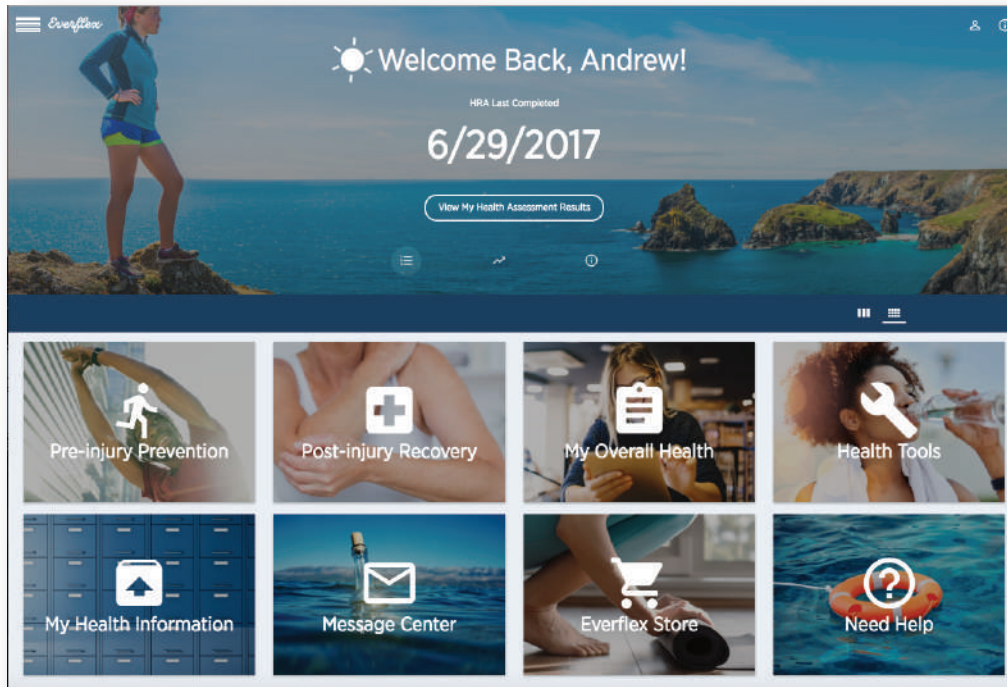 Everflex
Welcome Back, Andrew!
HRA Last Completed
6/29/2017
View My Health Assessment Results
Pre-injury Prevention
Post-injury Recovery
My Overall Health
Health Tools
My Health Information
Message Center
Everflex Store
Need Help